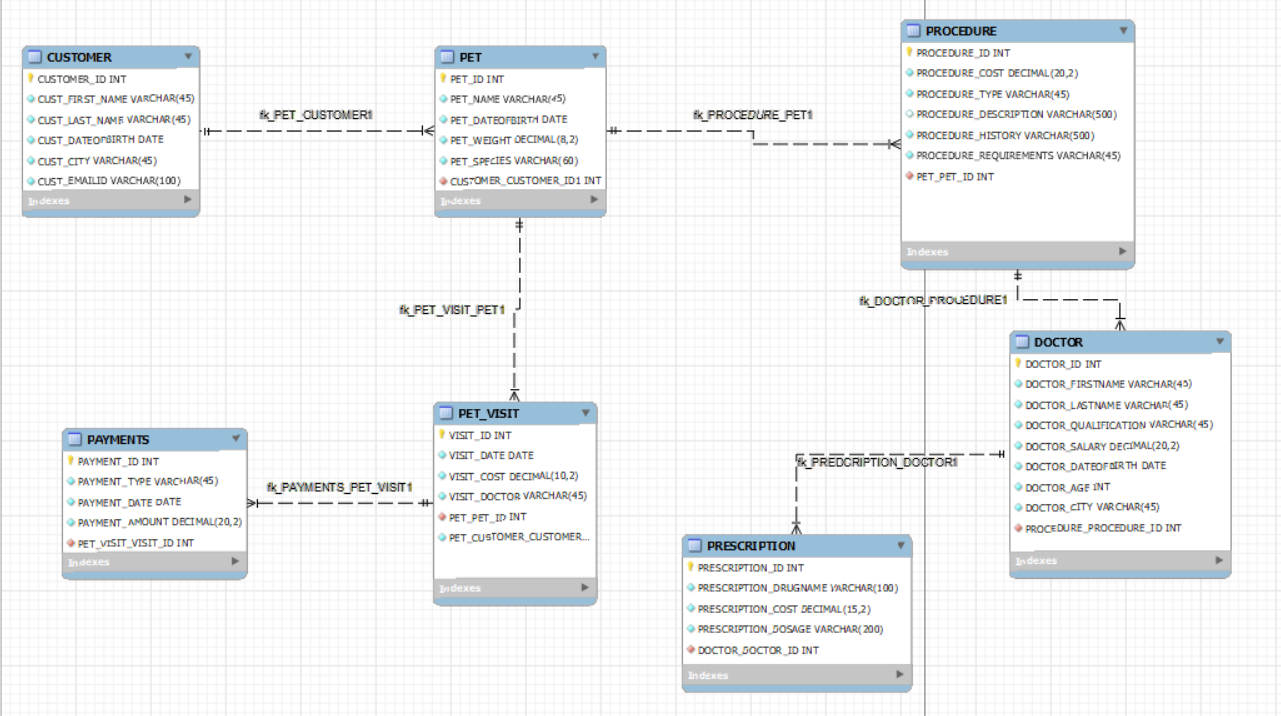 CUSTOMER
CUSTOMER_ID INT
CUST_FIRST_NAME VARCHAR(45)
CUST_LAST_NAME VARCHAR(45)
CUST_DATEOFBIRTH DATE
CUST_CITY VARCHAR(45)
CUST_EMAILID VARCHAR(100)
Indexes
fk_PET_CUSTOMER1
PET
PET_ID INT
PET_NAME VARCHAR(45)
PET_DATEOFBIRTH DATE
PET_WEIGHT DECIMAL(8,2)
PET_SPECIES VARCHAR(60)
CUSTOMER_CUSTOMER_ID1 INT
Indexes
fk_PROCEDURE_PET1
PROCEDURE
PROCEDURE_ID INT
PROCEDURE_COST DECIMAL(20,2)
PROCEDURE_TYPE VARCHAR(45)
PROCEDURE_DESCRIPTION VARCHAR(500)
PROCEDURE_HISTORY VARCHAR(500)
PROCEDURE_REQUIREMENTS VARCHAR(45)
PET_PET_ID INT
Indexes
fk_PET_VISIT_PET1
fk_DOCTOR_PROCEDURE1
PAYMENTS
PAYMENT_ID INT
PAYMENT_TYPE VARCHAR(45)
PAYMENT_DATE DATE
PAYMENT_AMOUNT DECIMAL(20,2)
PET_VISIT_VISIT_ID INT
Indexes
fk_PAYMENTS_PET_VISIT1
PET_VISIT
VISIT_ID INT
VISIT_DATE DATE
VISIT_COST DECIMAL(10,2)
VISIT_DOCTOR VARCHAR(45)
PET_PET_ID INT
PET_CUSTOMER_CUSTOMER...
Indexes
DOCTOR
DOCTOR_ID INT
DOCTOR_FIRSTNAME VARCHAR(45)
DOCTOR_LASTNAME VARCHAR(45)
DOCTOR_QUALIFICATION VARCHAR(45)
DOCTOR_SALARY DECIMAL(20,2)
DOCTOR_DATEOFBIRTH DATE
DOCTOR_AGE INT
DOCTOR_CITY VARCHAR(45)
PROCEDURE_PROCEDURE_ID INT
Indexes
fk_PREDCRIPTION_DOCTOR1
PRESCRIPTION
PRESCRIPTION_ID INT
PRESCRIPTION_DRUGNAME VARCHAR(100)
PRESCRIPTION_COST DECIMAL(15,2)
PRESCRIPTION_DOSAGE VARCHAR(200)
DOCTOR_DOCTOR_ID INT
Indexes